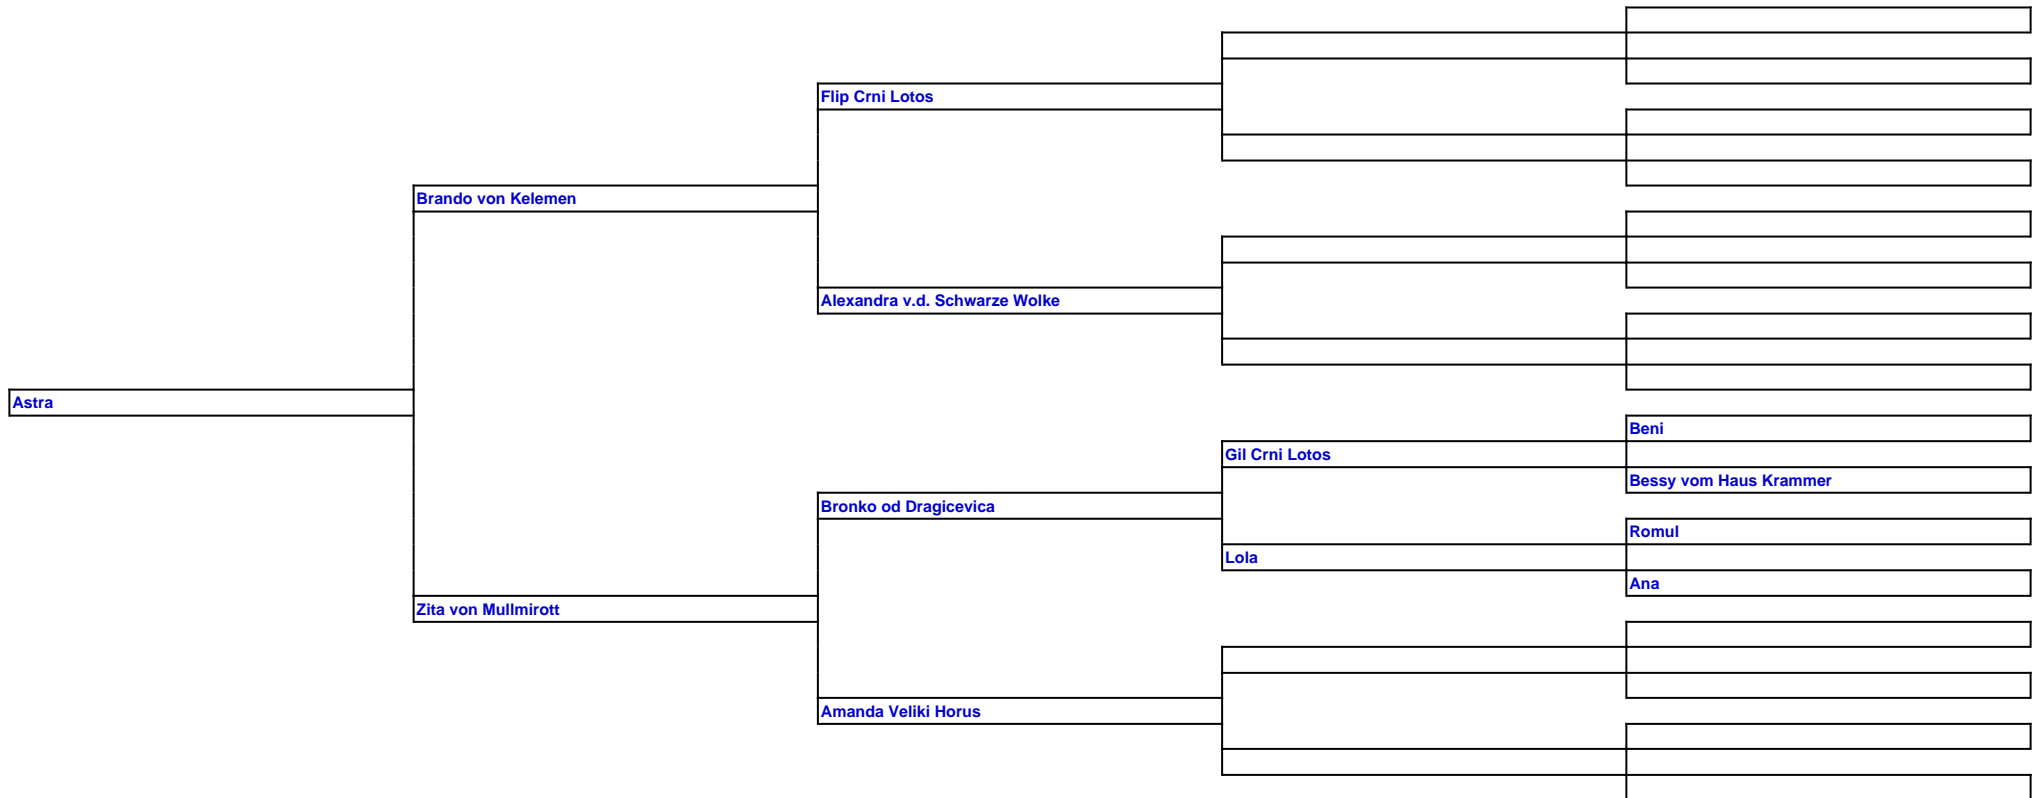 Flip Crni Lotos
Brando von Kelemen
Alexandra v.d. Schwarze Wolke
Astra
Beni
Gil Crni Lotos
Bessy vom Haus Krammer
Bronko od Dragicevica
Romul
Lola
Ana
Zita von Mullmirott
Amanda Veliki Horus